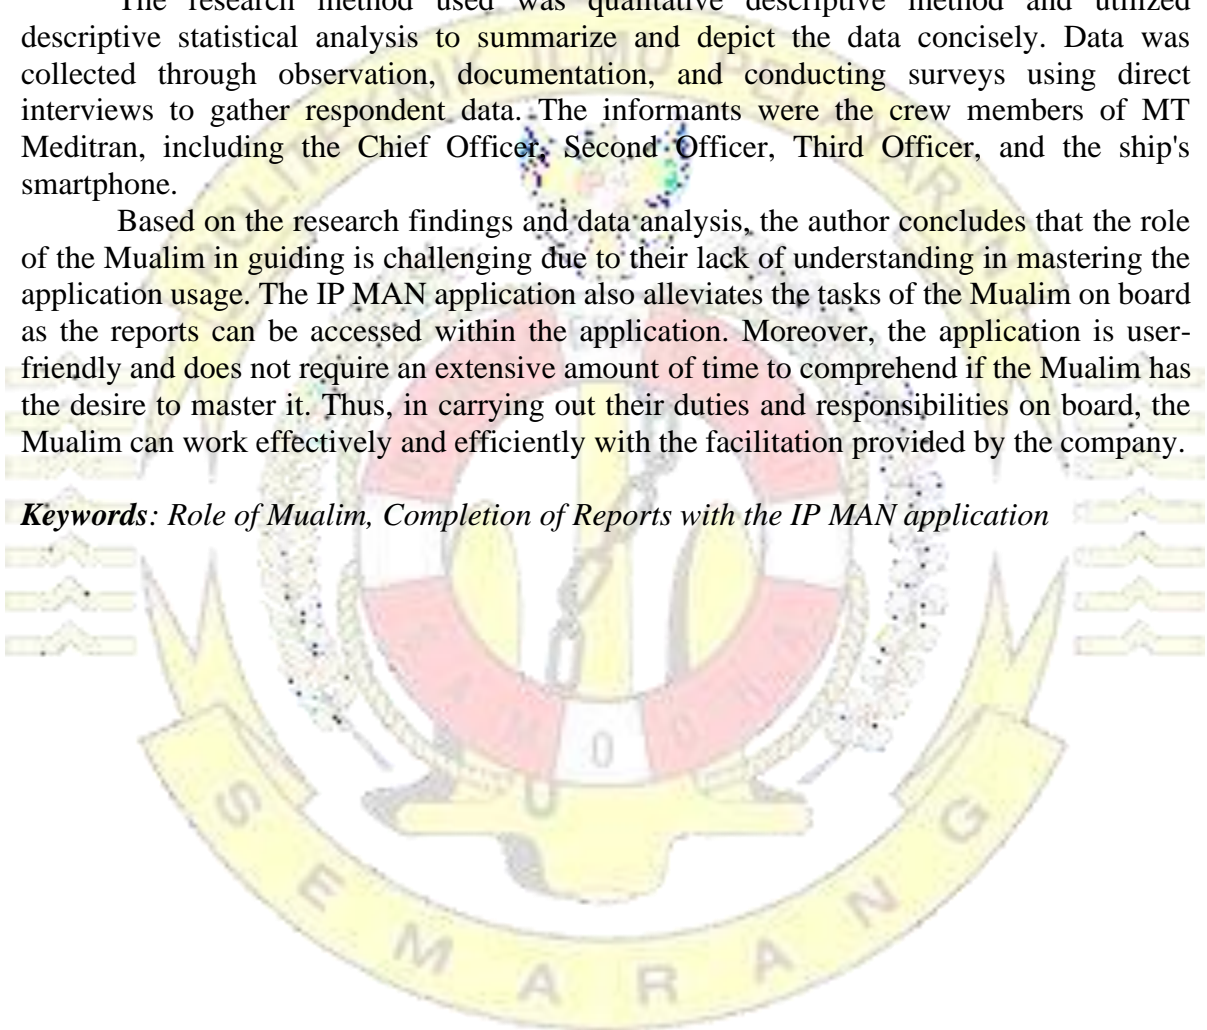 The research method used was qualitative descriptive method and utilized
descriptive statistical analysis to summarize and depict the data concisely. Data was
collected through observation, documentation, and conducting surveys using direct
interviews to gather respondent data. The informants were the crew members of MT
Meditran, including the Chief Officer, Second Officer, Third Officer, and the ship's
smartphone.
Based on the research findings and data analysis, the author concludes that the role
of the Mualim in guiding is challenging due to their lack of understanding in mastering the
application usage. The IP MAN application also alleviates the tasks of the Mualim on board
as the reports can be accessed within the application. Moreover, the application is user-
friendly and does not require an extensive amount of time to comprehend if the Mualim has
the desire to master it. Thus, in carrying out their duties and responsibilities on board, the
Mualim can work effectively and efficiently with the facilitation provided by the company.
Keywords: Role of Mualim, Completion of Reports with the IP MAN application
SEMARANG